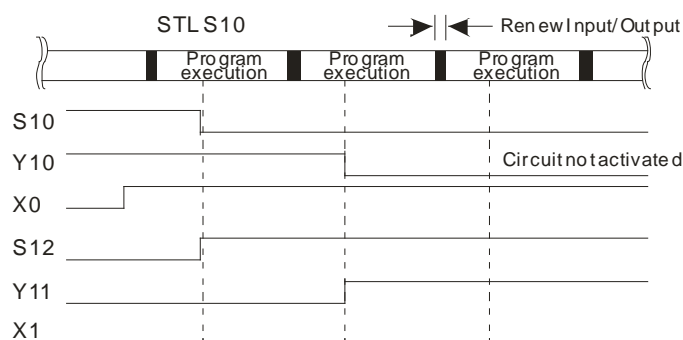 STL S10
Renew Input/Output
Program execution
Program execution
Program execution
S10
Y10
Circuit not activated
X0
S12
Y11
X1